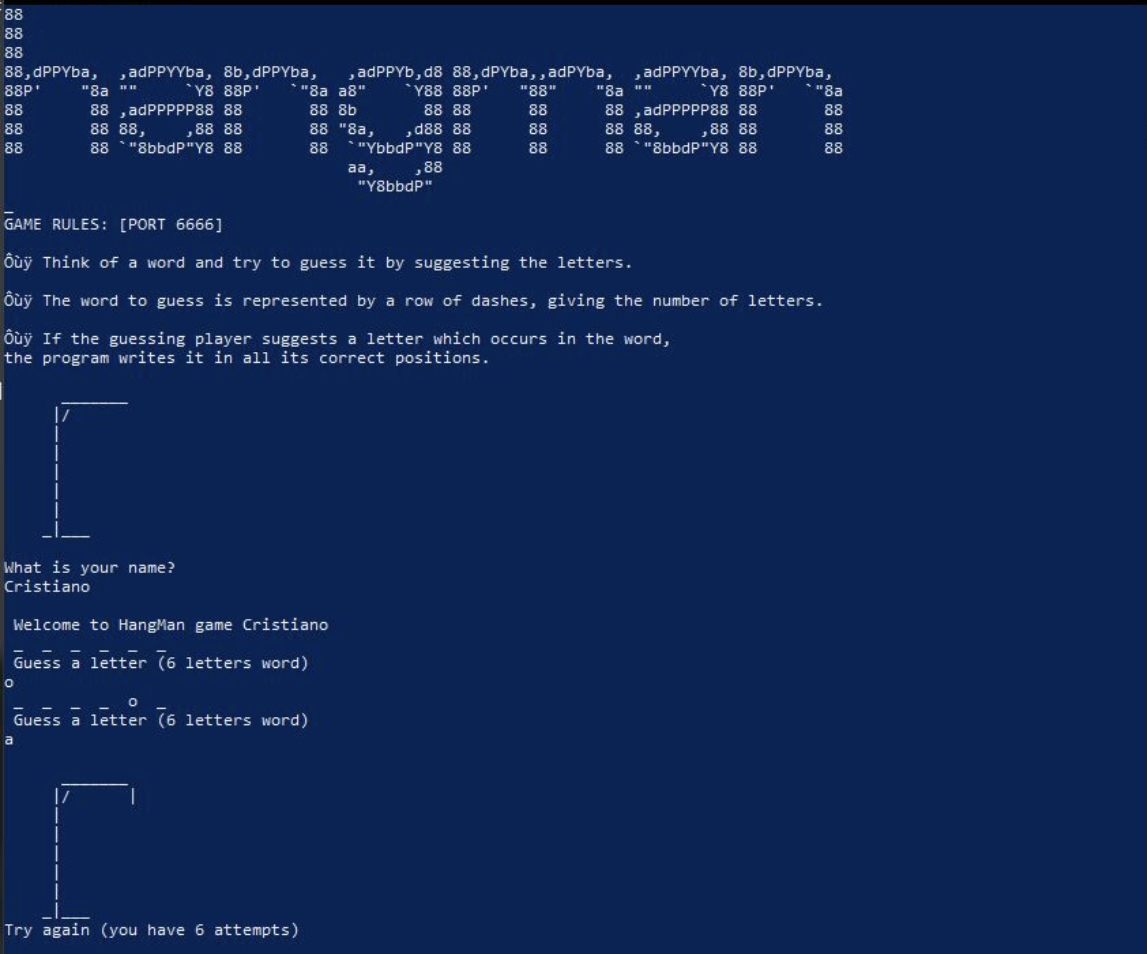 88
88
88
88,dPPYba,  ,adPPYYba, 8b,dPPYba,   ,adPPYb,d8 88,dPYba,,adPYba,  ,adPPYYba, 8b,dPPYba,
88P'    "8a ""     `Y8 88P'   `"8a a8"    `Y88 88P'   "88"    "8a ""     `Y8 88P'   `"8a
88       88 ,adPPPPP88 88       88 8b       88 88      88      88 ,adPPPPP88 88       88
88       88 88,    ,88 88       88 "8a,   ,d88 88      88      88 88,    ,88 88       88
88       88 `"8bbdP"Y8 88       88  `"YbbdP"Y8 88      88      88 `"8bbdP"Y8 88       88
                                    aa,    ,88
                                     "Y8bbdP"
_
GAME RULES: [PORT 6666]
Ôùÿ Think of a word and try to guess it by suggesting the letters.
Ôùÿ The word to guess is represented by a row of dashes, giving the number of letters.
Ôùÿ If the guessing player suggests a letter which occurs in the word,
the program writes it in all its correct positions.
      _______
     |/
     |
     |
     |
     |
     |
    _|___
What is your name?
Cristiano
 Welcome to HangMan game Cristiano
 _  _  _  _  _  _
 Guess a letter (6 letters word)
o
 _  _  _  _  o  _
 Guess a letter (6 letters word)
a
      _______
     |/      |
     |
     |
     |
     |
     |
    _|___
Try again (you have 6 attempts)